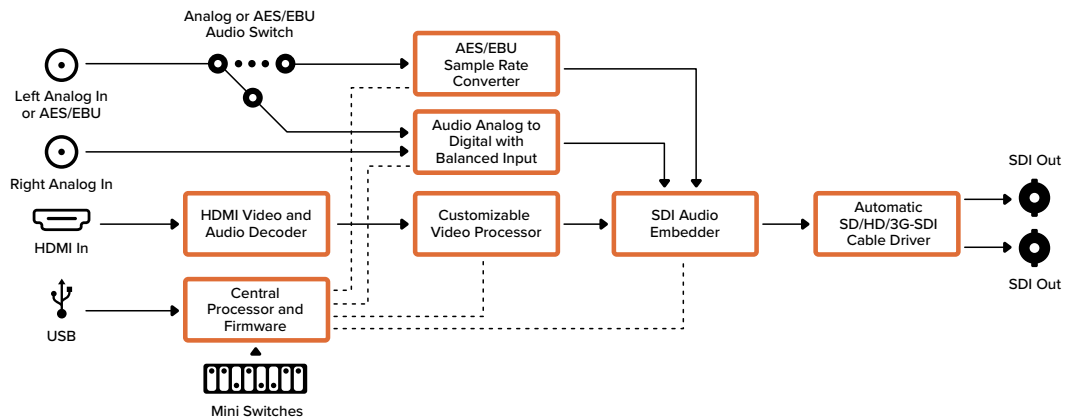 Analog or AES/EBU
Audio Switch
Left Analog In
or AES/EBU
AES/EBU
Sample Rate
Converter
Audio Analog to
Digital with
Balanced Input
Right Analog In
HDMI In
HDMI Video and
Audio Decoder
Customizable
Video Processor
SDI Audio
Embedder
Automatic
SD/HD/3G-SDI
Cable Driver
SDI Out
SDI Out
USB
Central
Processor and
Firmware
Mini Switches